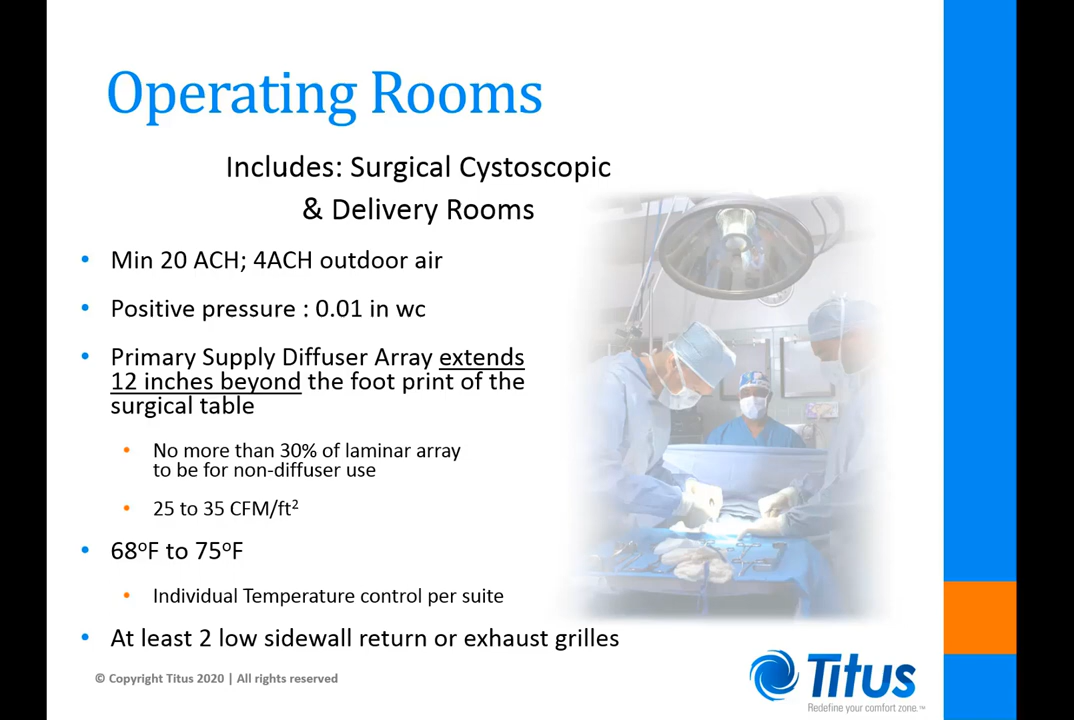 Operating Rooms
Includes: Surgical Cystoscopic
& Delivery Rooms
• Min 20 ACH; 4ACH outdoor air
• Positive pressure : 0.01 in wc
• Primary Supply Diffuser Array extends
12 inches beyond the foot print of the
surgical table
• No more than 30% of laminar array
to be for non-diffuser use
• 25 to 35 CFM/ft²
• 68°F to 75°F
• Individual Temperature control per suite
• At least 2 low sidewall return or exhaust grilles
© Copyright Titus 2020 | All rights reserved
Titus
Redefine your comfort zone.™